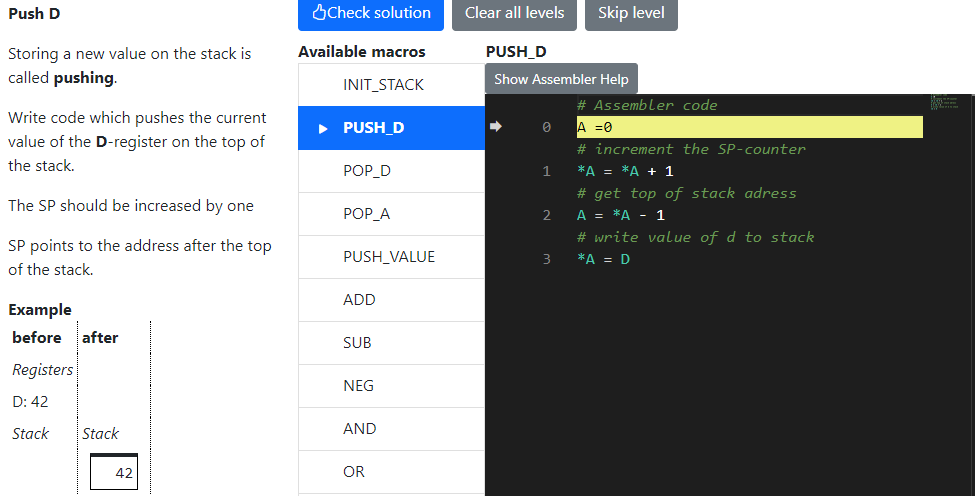 Push D
Storing a new value on the stack is
called pushing.
Write code which pushes the current
value of the D-register on the top of
the stack.
The SP should be increased by one
SP points to the address after the top
of the stack.
Example
before after
Registers
D: 42
Stack Stack
42
Check solution
Clear all levels
Skip level
Available macros
INIT_STACK
PUSH_D
POP_D
POP_A
PUSH_VALUE
ADD
SUB
NEG
AND
OR
PUSH_D
Show Assembler Help
# Assembler code
0 A =0
# increment the SP-counter
1 *A = *A + 1
# get top of stack adress
2 A = *A - 1
# write value of d to stack
3 *A = D